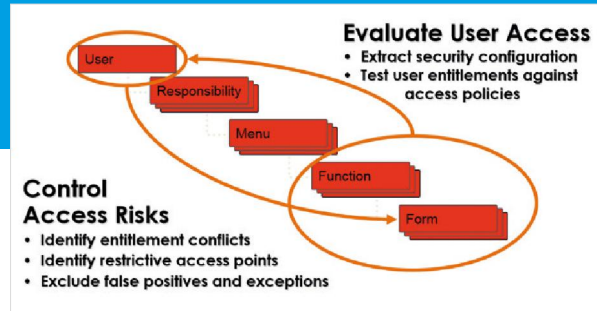 Evaluate User Access
• Extract security configuration
• Test user entitlements against
access policies
User
Responsibility
Menu
Function
Form
Control
Access Risks
• Identify entitlement conflicts
• Identify restrictive access points
• Exclude false positives and exceptions